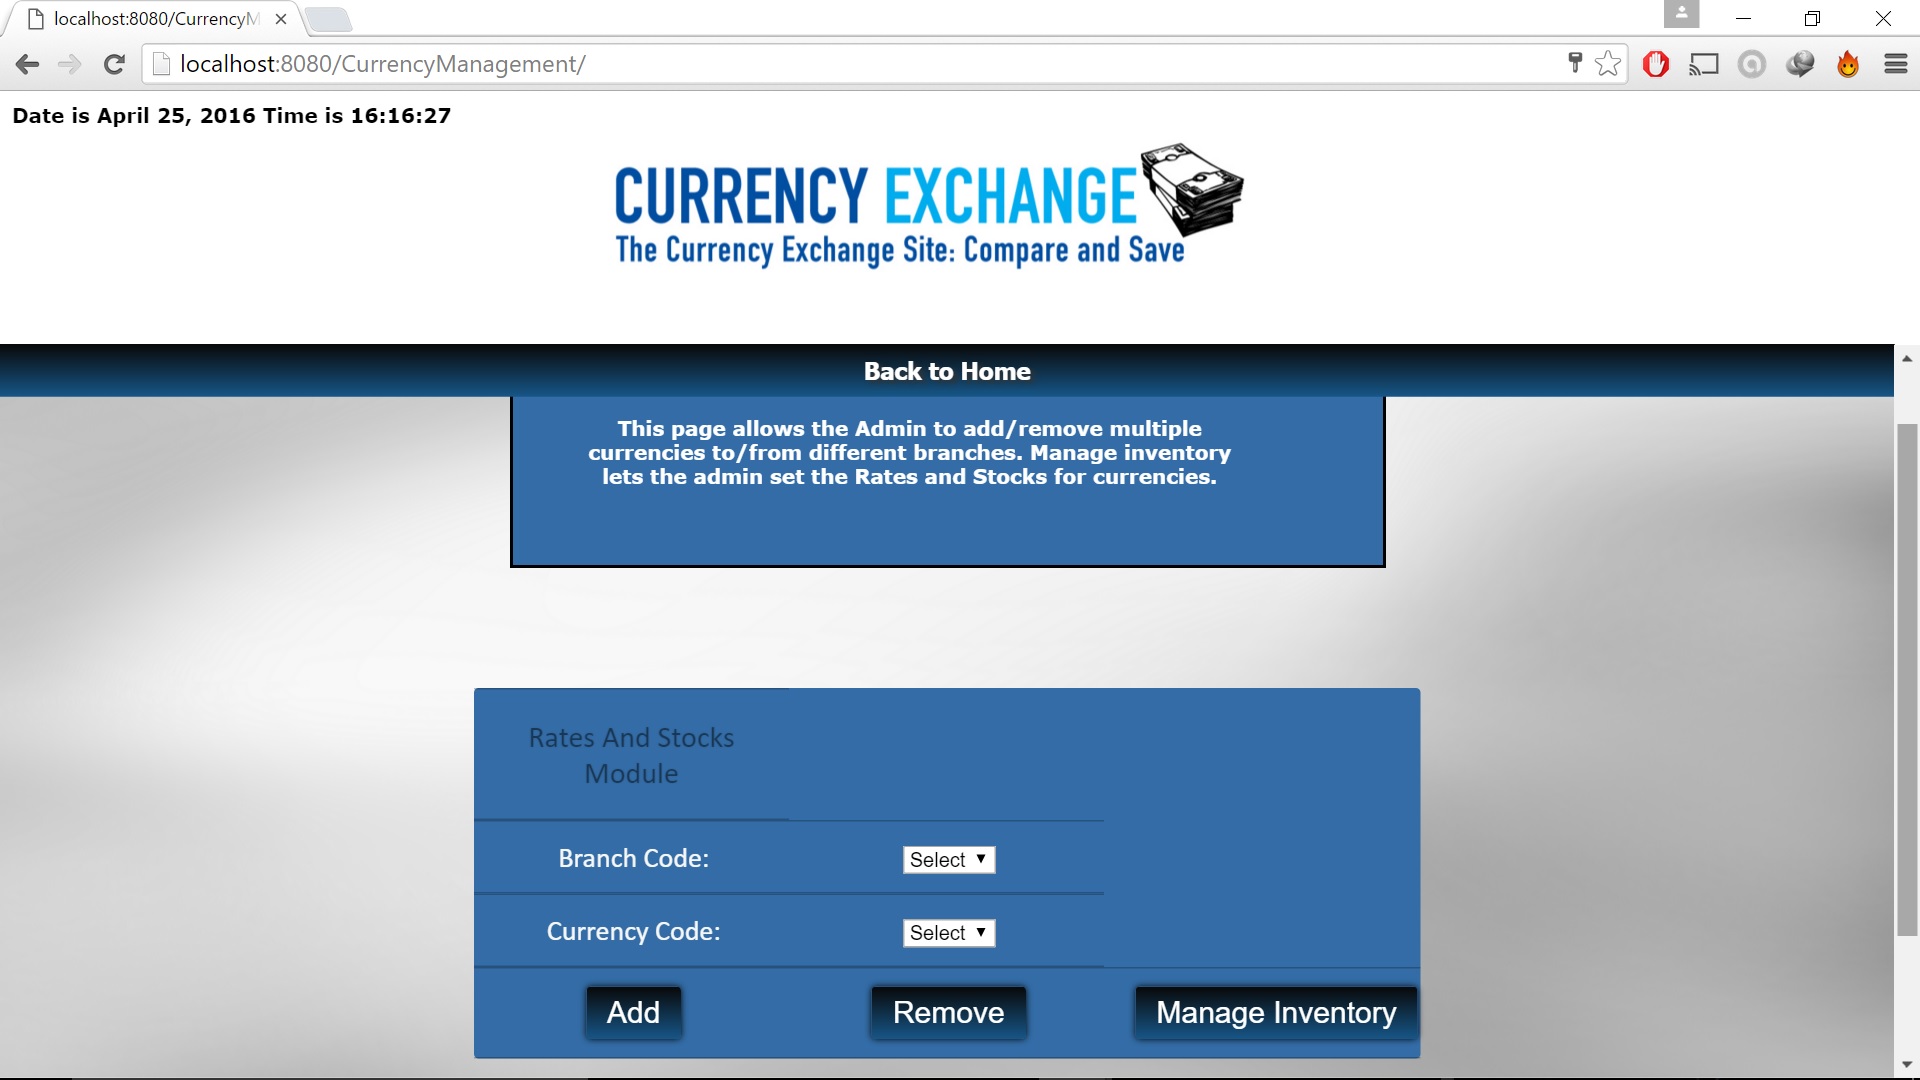 localhost:8080/CurrencyM
localhost:8080/CurrencyManagement/
Date is April 25, 2016 Time is 16:16:27
CURRENCY EXCHANGE
The Currency Exchange Site: Compare and Save
Back to Home
This page allows the Admin to add/remove multiple
currencies to/from different branches. Manage inventory
lets the admin set the Rates and Stocks for currencies.
Rates And Stocks
Module
Branch Code: Select
Currency Code: Select
Add Remove Manage Inventory